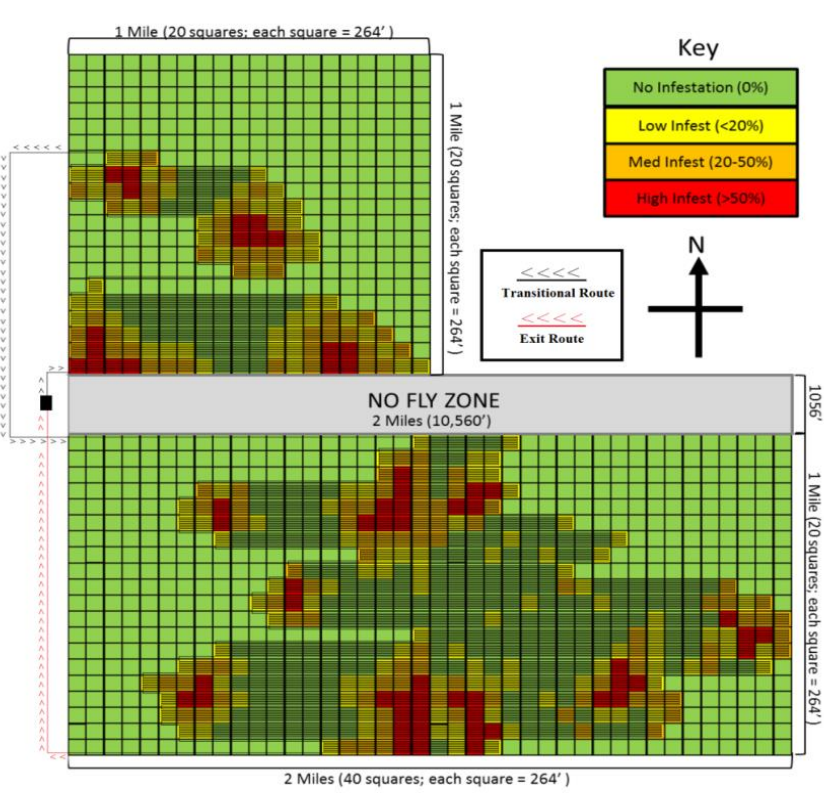 1 Mile (20 squares; each square = 264')
Key
No Infestation (0%)
Low Infest (<20%)
Med Infest (20-50%)
High Infest (>50%)
1 Mile (20 squares; each square = 264')
N
<<<<
Transitional Route
<<<<
Exit Route
NO FLY ZONE
2 Miles (10,560')
1056'
1 Mile (20 squares; each square = 264')
2 Miles (40 squares; each square = 264' )